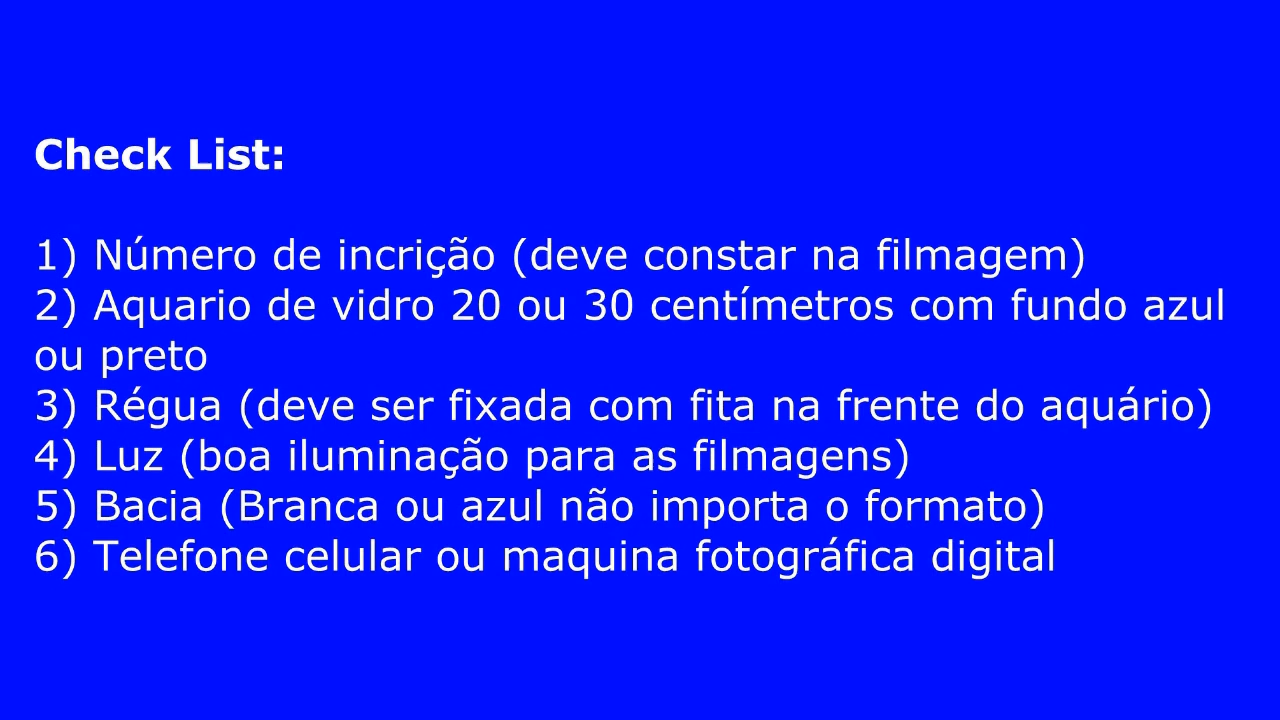 Check List:
1) Número de incrição (deve constar na filmagem)
2) Aquario de vidro 20 ou 30 centímetros com fundo azul
ou preto
3) Régua (deve ser fixada com fita na frente do aquário)
4) Luz (boa iluminação para as filmagens)
5) Bacia (Branca ou azul não importa o formato)
6) Telefone celular ou maquina fotográfica digital